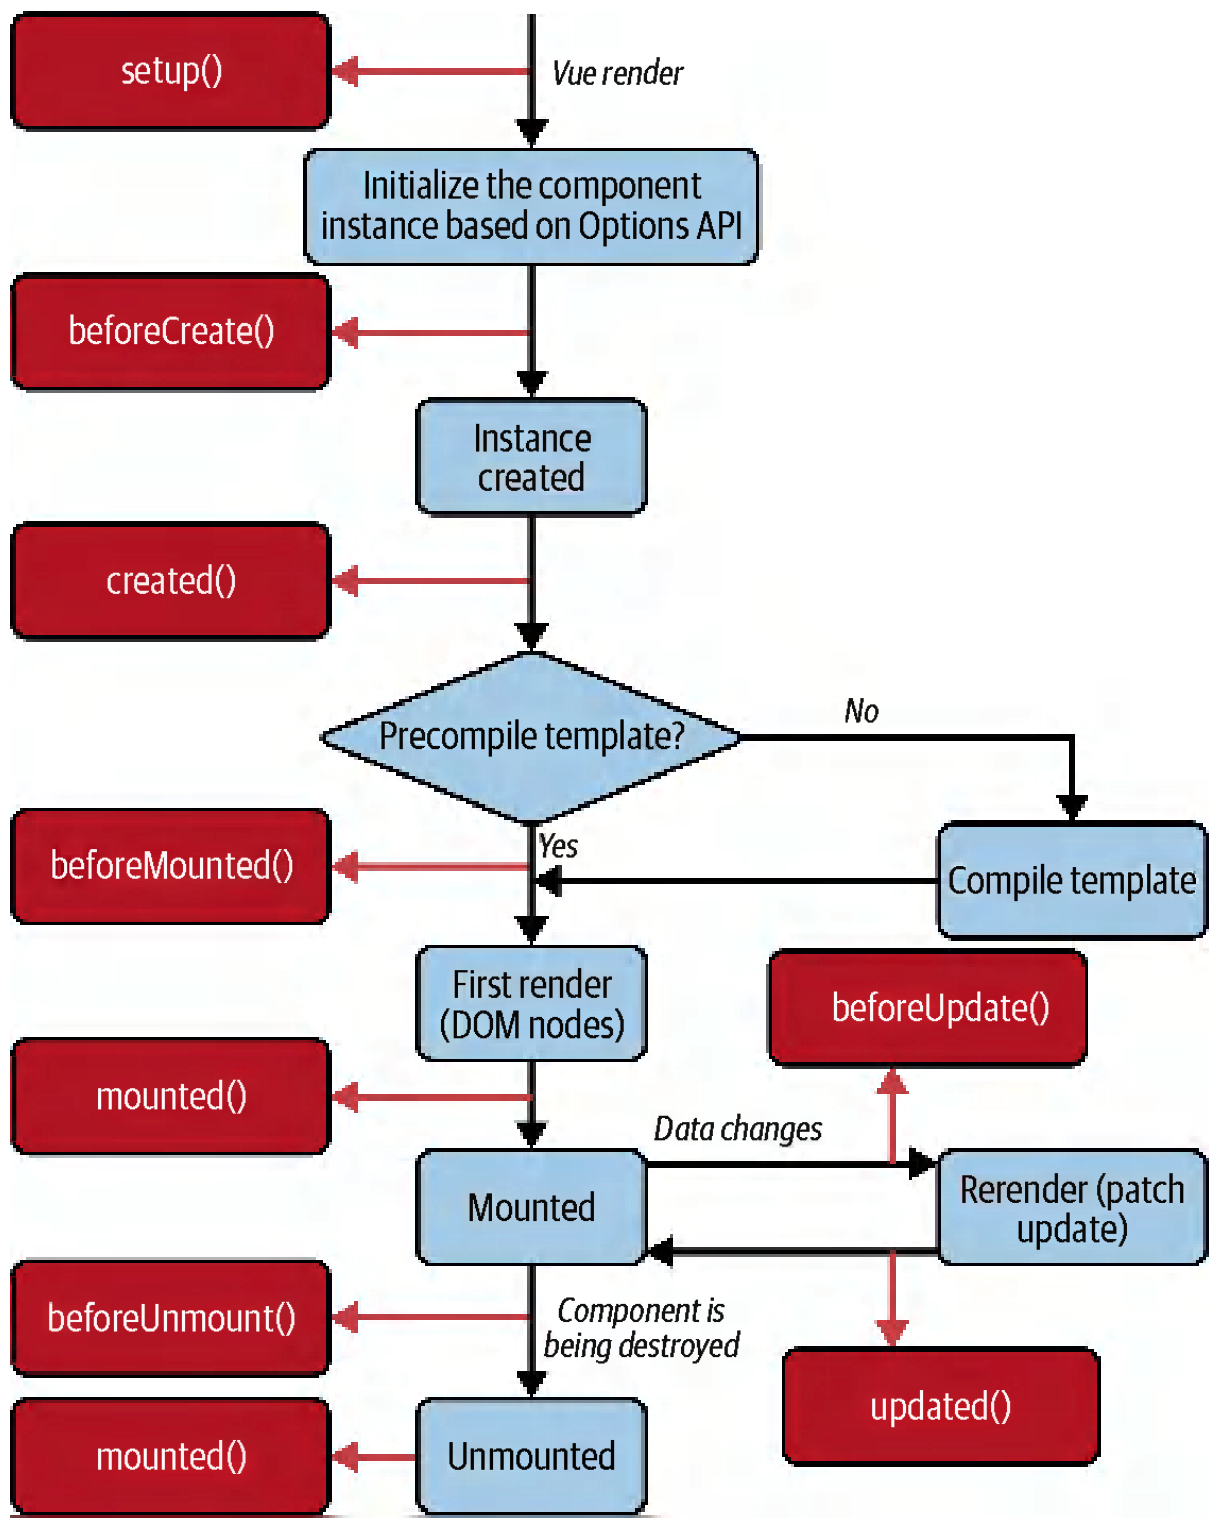 setup()
Vue render
Initialize the component
instance based on Options API
beforeCreate()
Instance
created
created()
Precompile template?
No
Yes
beforeMounted()
Compile template
First render
(DOM nodes)
beforeUpdate()
mounted()
Data changes
Mounted
Rerender (patch
update)
beforeUnmount()
Component is
being destroyed
updated()
mounted()
Unmounted